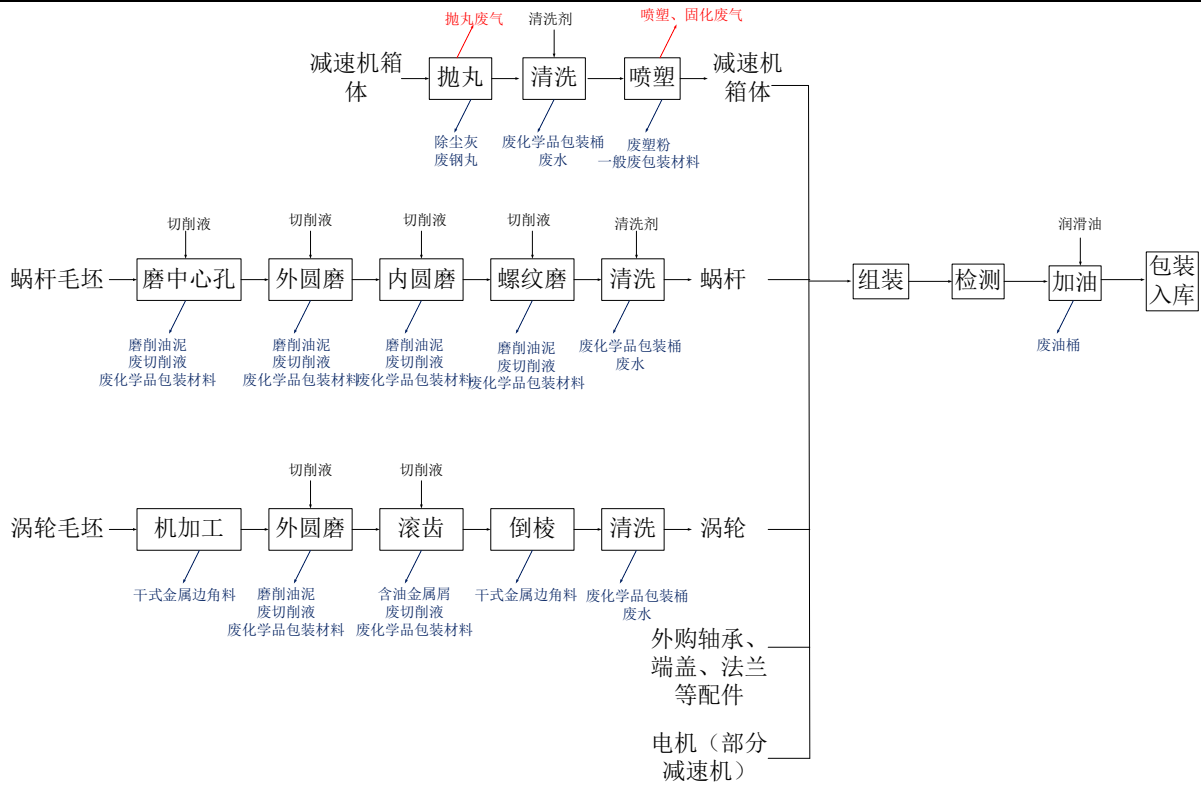 抛丸废气
清洗剂
喷塑、固化废气
减速机箱
体
抛丸
清洗
喷塑
减速机
箱体
除尘灰
废钢丸
废化学品包装桶
废水
废塑粉
一般废包装材料
切削液
切削液
切削液
切削液
清洗剂
润滑油
蜗杆毛坯
磨中心孔
外圆磨
内圆磨
螺纹磨
清洗
蜗杆
组装
检测
加油
包装
入库
磨削油泥
废切削液
废化学品包装材料
磨削油泥
废切削液
废化学品包装材料
磨削油泥
废切削液
废化学品包装材料
磨削油泥
废切削液
废化学品包装材料
废化学品包装桶
废水
废油桶
切削液
切削液
涡轮毛坯
机加工
外圆磨
滚齿
倒棱
清洗
涡轮
干式金属边角料
磨削油泥
废切削液
废化学品包装材料
含油金属屑
废切削液
废化学品包装材料
干式金属边角料
废化学品包装桶
废水
外购轴承、
端盖、法兰
等配件
电机（部分
减速机）